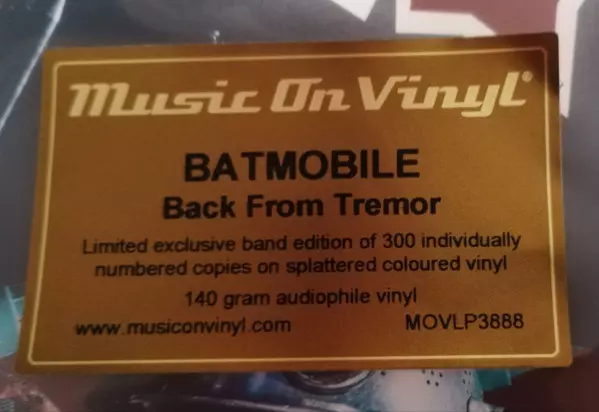 Music On Vinyl®
BATMOBILE
Back From Tremor
Limited exclusive band edition of 300 individually
numbered copies on splattered coloured vinyl
140 gram audiophile vinyl
www.musiconvinyl.com MOVLP3888